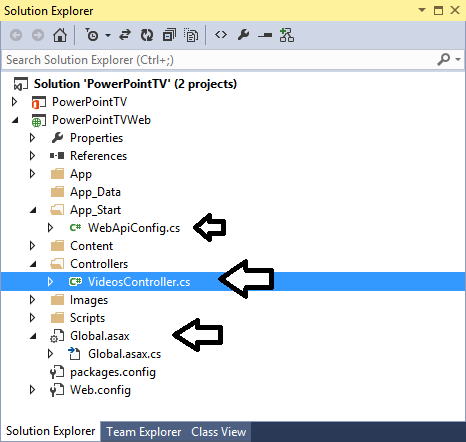 Solution Explorer
Search Solution Explorer (Ctrl+;)
Solution 'PowerPointTV' (2 projects)
PowerPointTV
PowerPointTVWeb
Properties
References
App
App_Data
App_Start
C# WebApiConfig.cs
Content
Controllers
C# VideosController.cs
Images
Scripts
Global.asax
Global.asax.cs
packages.config
Web.config
Solution Explorer Team Explorer Class View